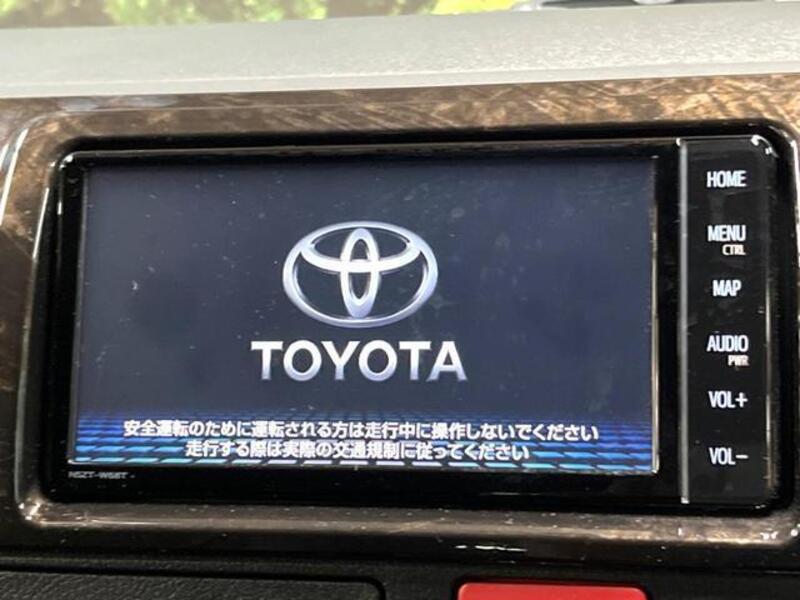 HOME
MENU
CTRL
MAP
AUDIO
PWR
VOL+
VOL-
TOYOTA
安全運転のために運転される方は走行中に操作しないでください
走行する際は実際の交通規制に従ってください
NSZT-W68T